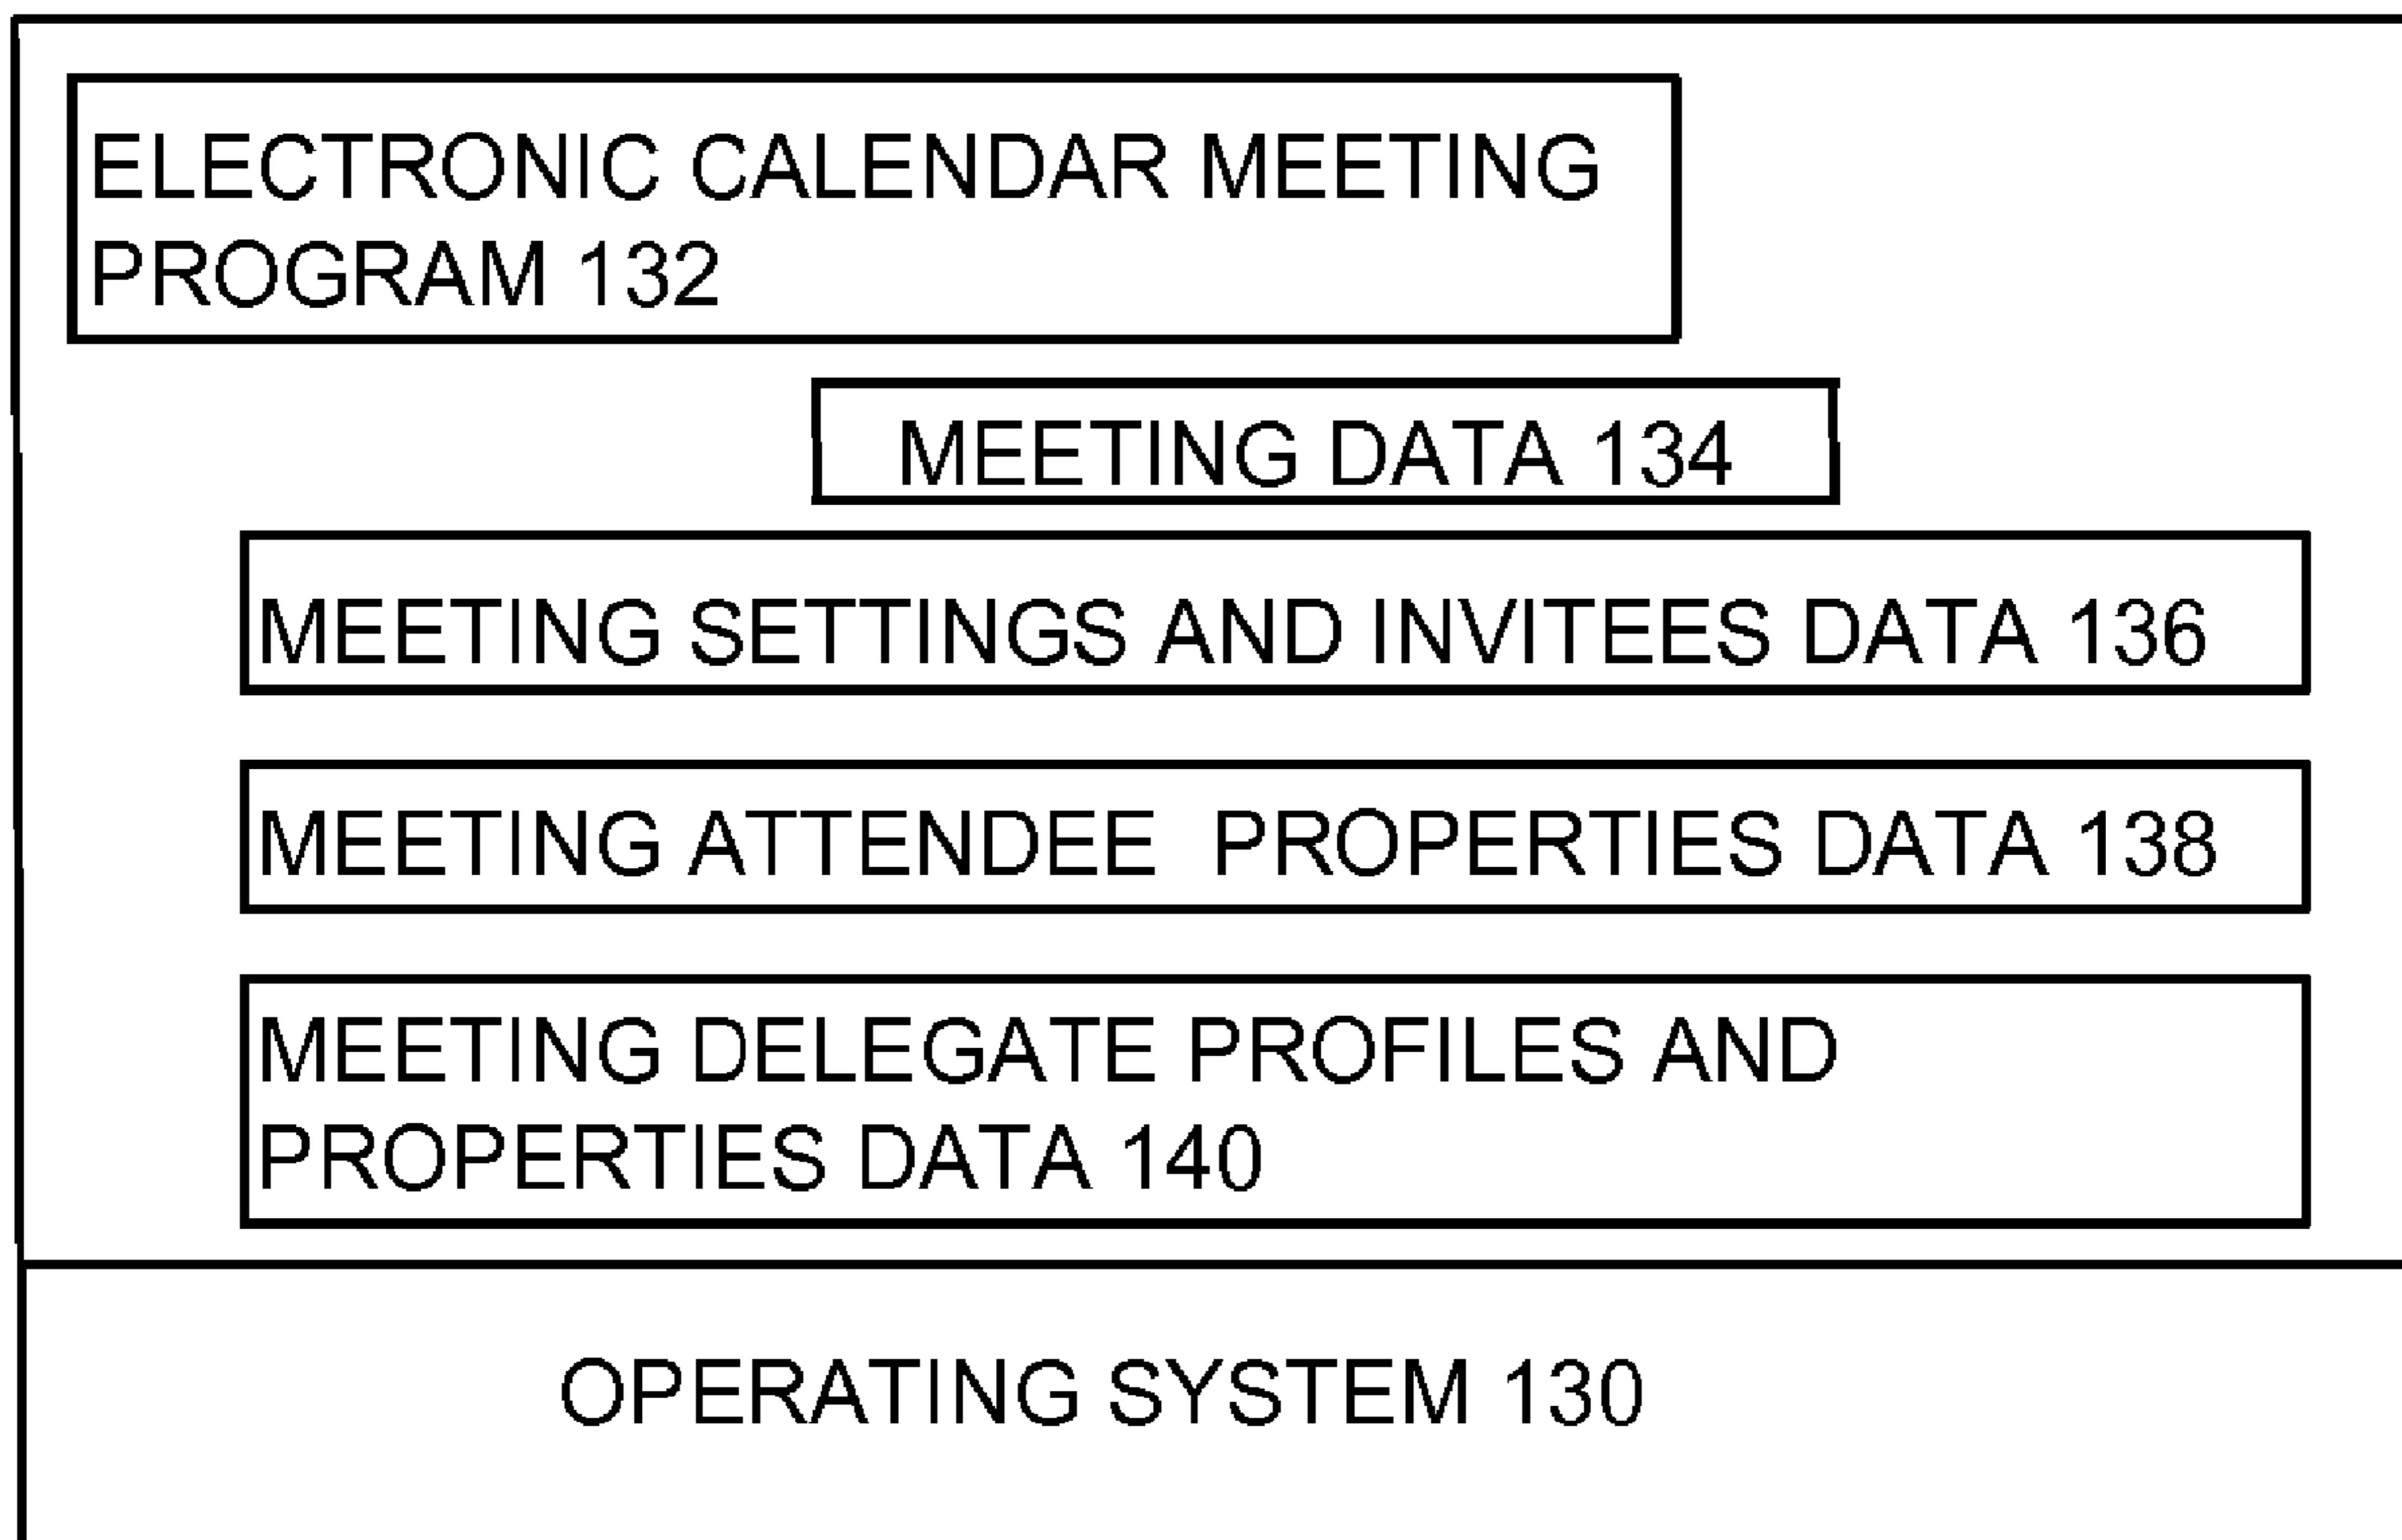 ELECTRONIC CALENDAR MEETING
PROGRAM 132
MEETING DATA 134
MEETING SETTINGS AND INVITEES DATA 136
MEETING ATTENDEE PROPERTIES DATA 138
MEETING DELEGATE PROFILES AND
PROPERTIES DATA 140
OPERATING SYSTEM 130